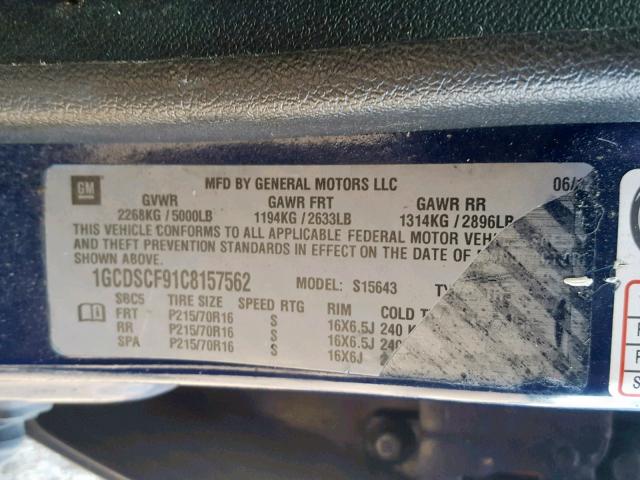 GM
MFD BY GENERAL MOTORS LLC
06/
GVWR GAWR FRT GAWR RR
2268KG / 5000LB 1194KG / 2633LB 1314KG / 2896LB
THIS VEHICLE CONFORMS TO ALL APPLICABLE FEDERAL MOTOR VEH
AND THEFT PREVENTION STANDARDS IN EFFECT ON THE DATE OF
SHOWN ABOVE.
1GCDSCF91C8157562 MODEL: S15643 TY
S6C5 TIRE SIZE SPEED RTG RIM COLD T
FRT P215/70R16 S 16X6.5J 240 K
RR P215/70R16 S 16X6.5J 240
SPA P215/70R16 S 16X6J